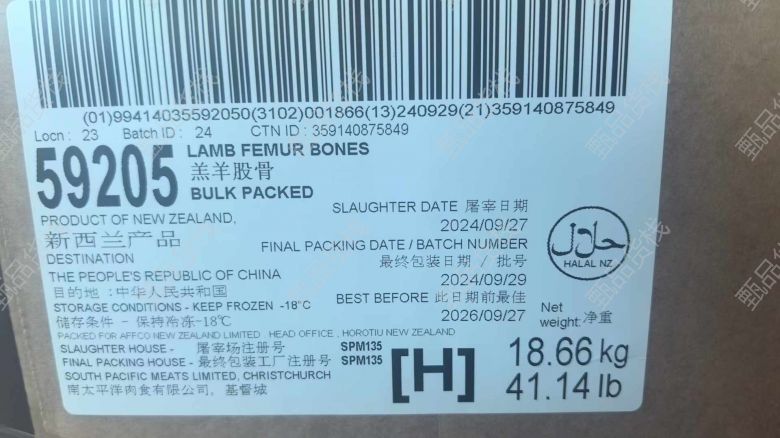 (01)99414035592050(3102)001866(13)240929(21)359140875849
Locn : 23 Batch ID : 24 CTN ID : 359140875849
59205 LAMB FEMUR BONES
羔羊股骨
BULK PACKED
PRODUCT OF NEW ZEALAND,
新西兰产品
DESTINATION
THE PEOPLE'S REPUBLIC OF CHINA
目的地 :中华人民共和国
STORAGE CONDITIONS - KEEP FROZEN -18°C
储存条件 - 保持冷冻-18℃
SLAUGHTER DATE 屠宰日期
2024/09/27
FINAL PACKING DATE / BATCH NUMBER
最终包装日期 / 批号
2024/09/29
BEST BEFORE 此日期前最佳
2026/09/27
حلال
HALAL NZ
PACKED FOR AFFCO NEW ZEALAND LIMITED , HEAD OFFICE , HOROTIU NEW ZEALAND
SLAUGHTER HOUSE - 屠宰场注册号 SPM135
FINAL PACKING HOUSE - 最终包装工厂注册号 SPM135
SOUTH PACIFIC MEATS LIMITED, CHRISTCHURCH
南太平洋肉食有限公司, 基督城
[H]
Net weight: 净重
18.66 kg
41.14 lb
甄品货栈